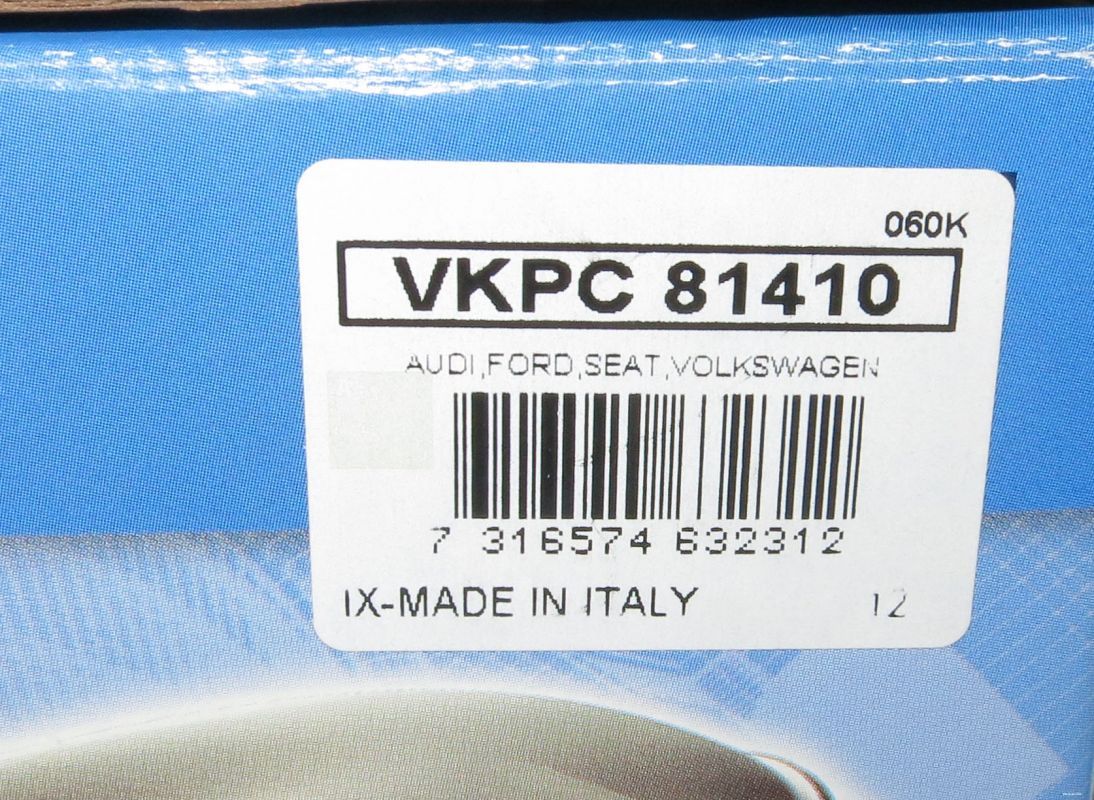 060K
VKPC 81410
AUDI,FORD,SEAT,VOLKSWAGEN
7 316574 632312
IX-MADE IN ITALY 12